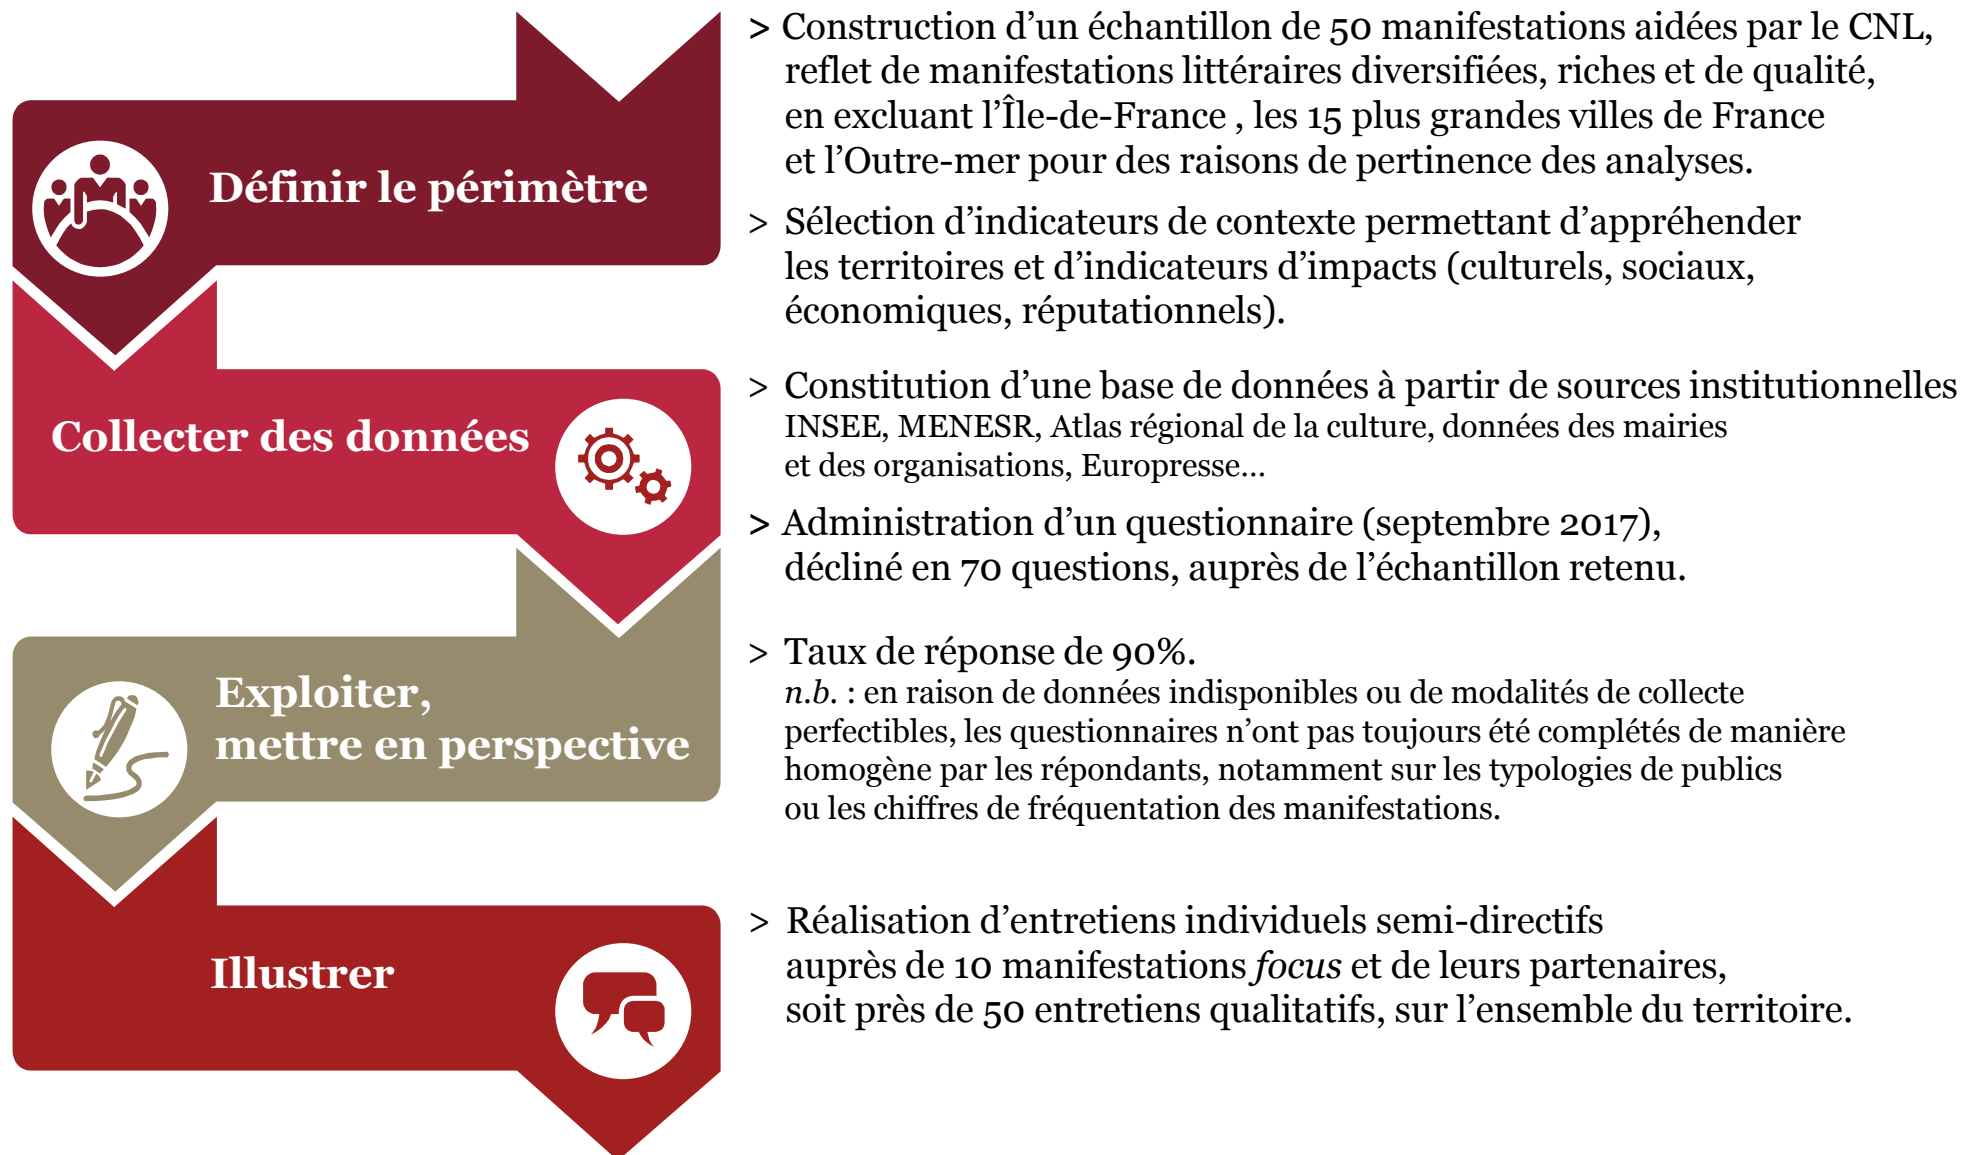 > Construction d’un échantillon de 50 manifestations aidées par le CNL,
reflet de manifestations littéraires diversifiées, riches et de qualité,
en excluant l’Île-de-France , les 15 plus grandes villes de France
et l’Outre-mer pour des raisons de pertinence des analyses.
Définir le périmètre
> Sélection d’indicateurs de contexte permettant d’appréhender
les territoires et d’indicateurs d’impacts (culturels, sociaux,
économiques, réputationnels).
Collecter des données
> Constitution d’une base de données à partir de sources institutionnelles
INSEE, MENESR, Atlas régional de la culture, données des mairies
et des organisations, Europresse…
> Administration d’un questionnaire (septembre 2017),
décliné en 70 questions, auprès de l’échantillon retenu.
Exploiter,
mettre en perspective
> Taux de réponse de 90%.
n.b. : en raison de données indisponibles ou de modalités de collecte
perfectibles, les questionnaires n’ont pas toujours été complétés de manière
homogène par les répondants, notamment sur les typologies de publics
ou les chiffres de fréquentation des manifestations.
Illustrer
> Réalisation d’entretiens individuels semi-directifs
auprès de 10 manifestations focus et de leurs partenaires,
soit près de 50 entretiens qualitatifs, sur l’ensemble du territoire.